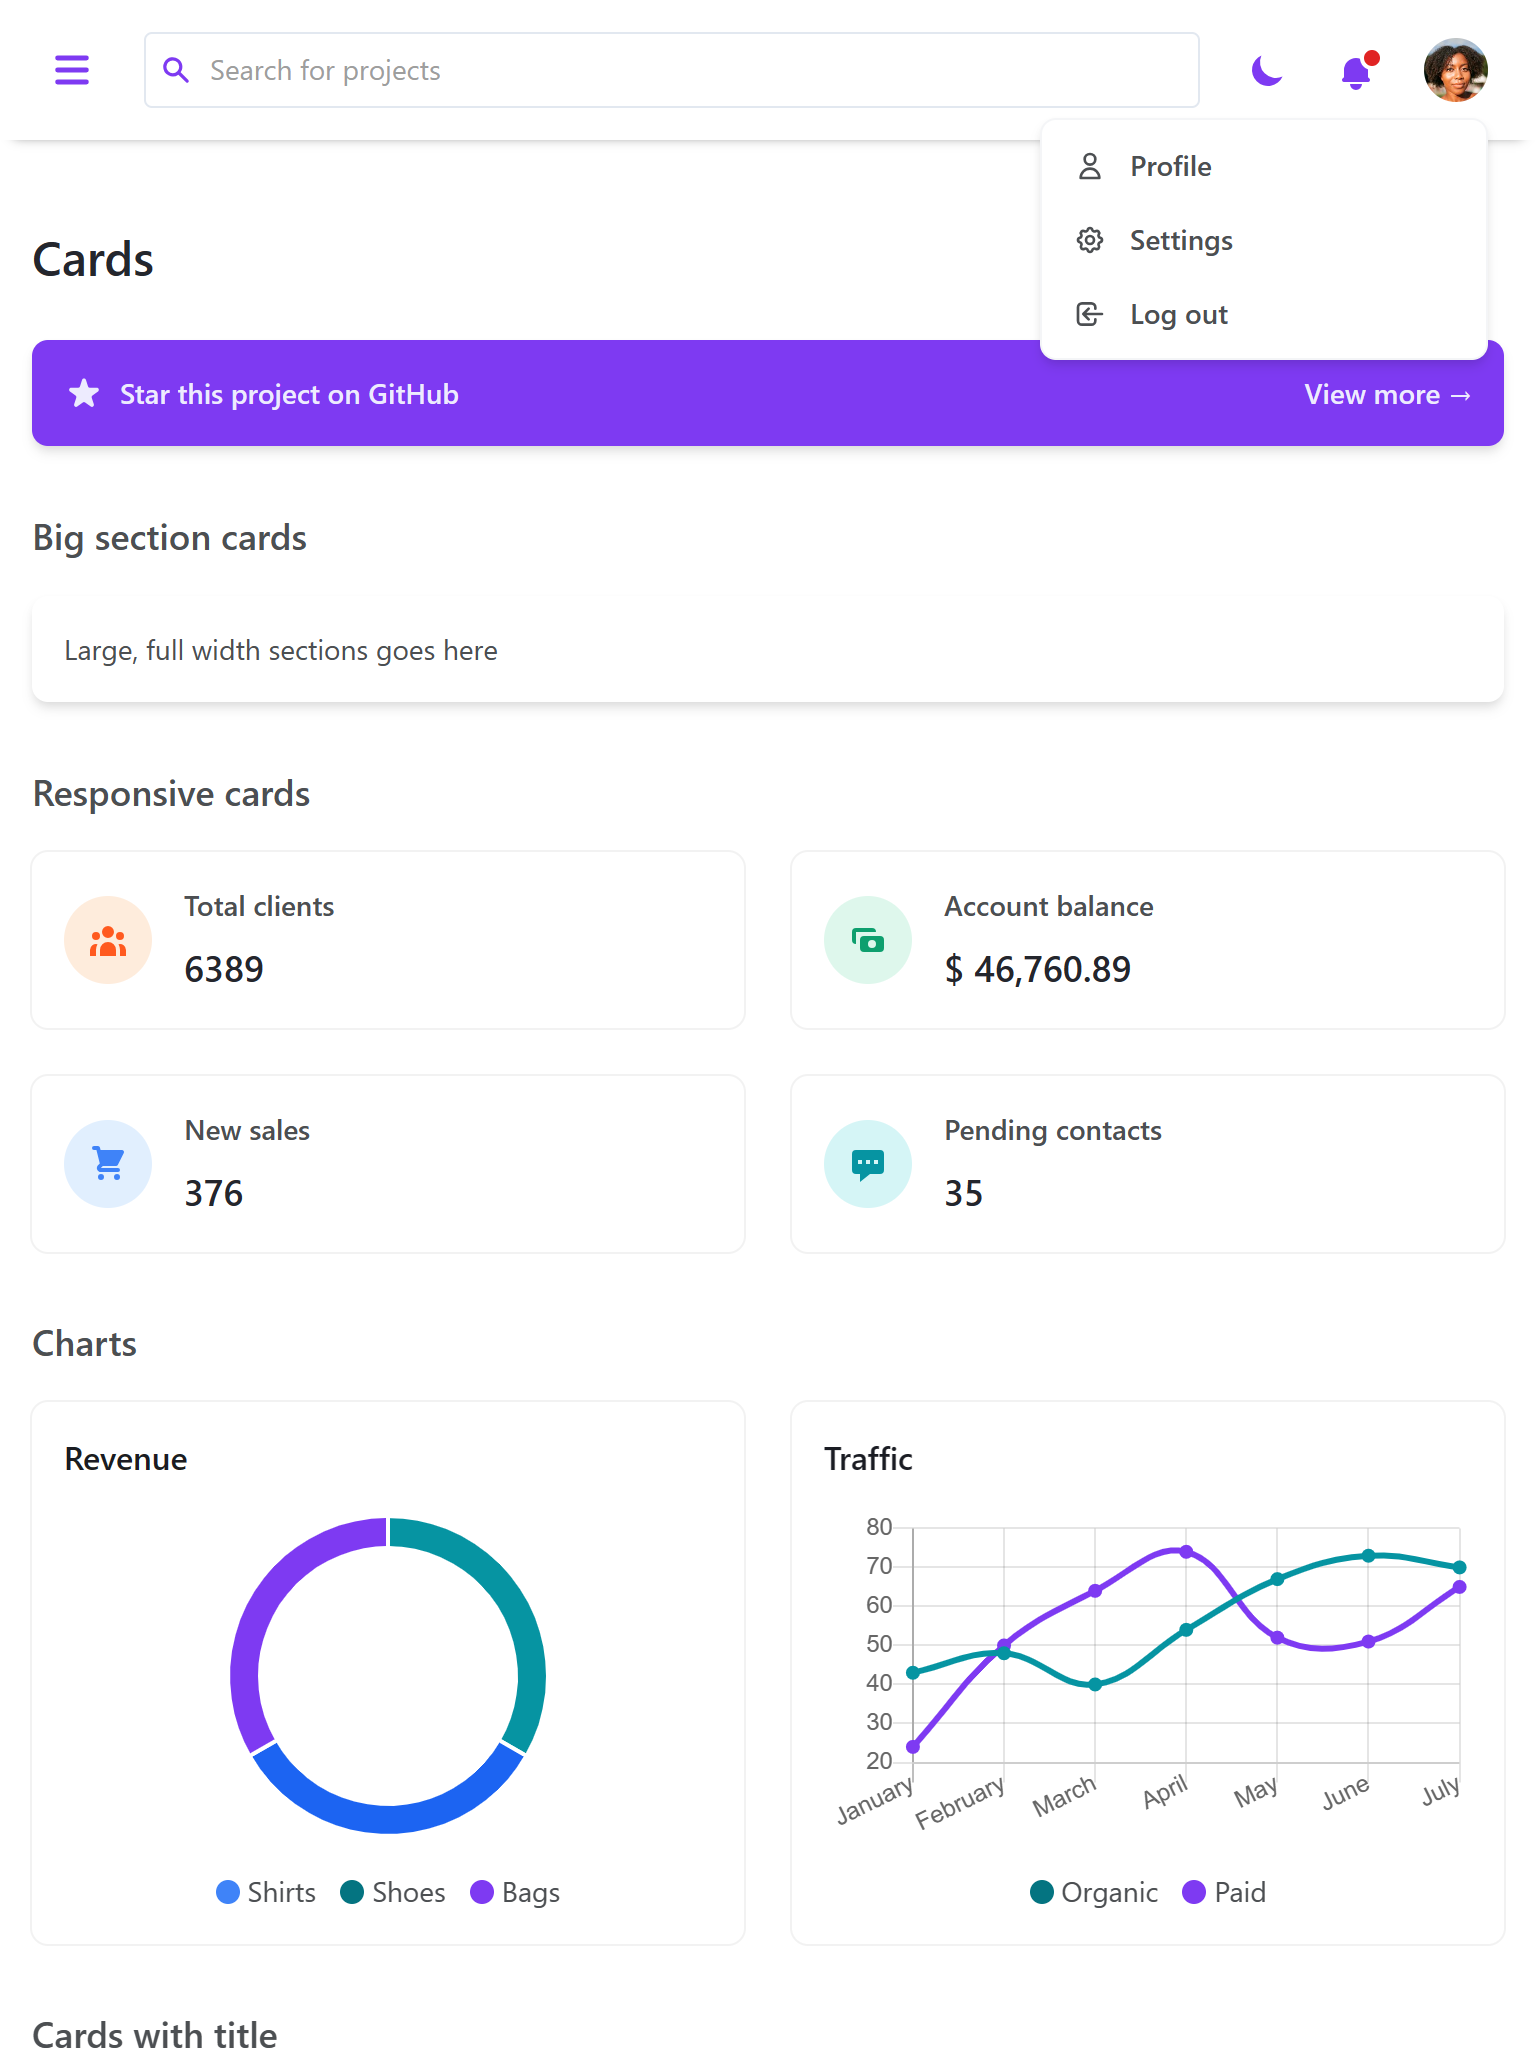 Search for projects
Profile
Settings
Log out
Cards
Star this project on GitHub
View more →
Big section cards
Large, full width sections goes here
Responsive cards
Total clients
6389
Account balance
$ 46,760.89
New sales
376
Pending contacts
35
Charts
Revenue
Shirts Shoes Bags
Traffic
80
70
60
50
40
30
20
January February March April May June July
Organic Paid
Cards with title